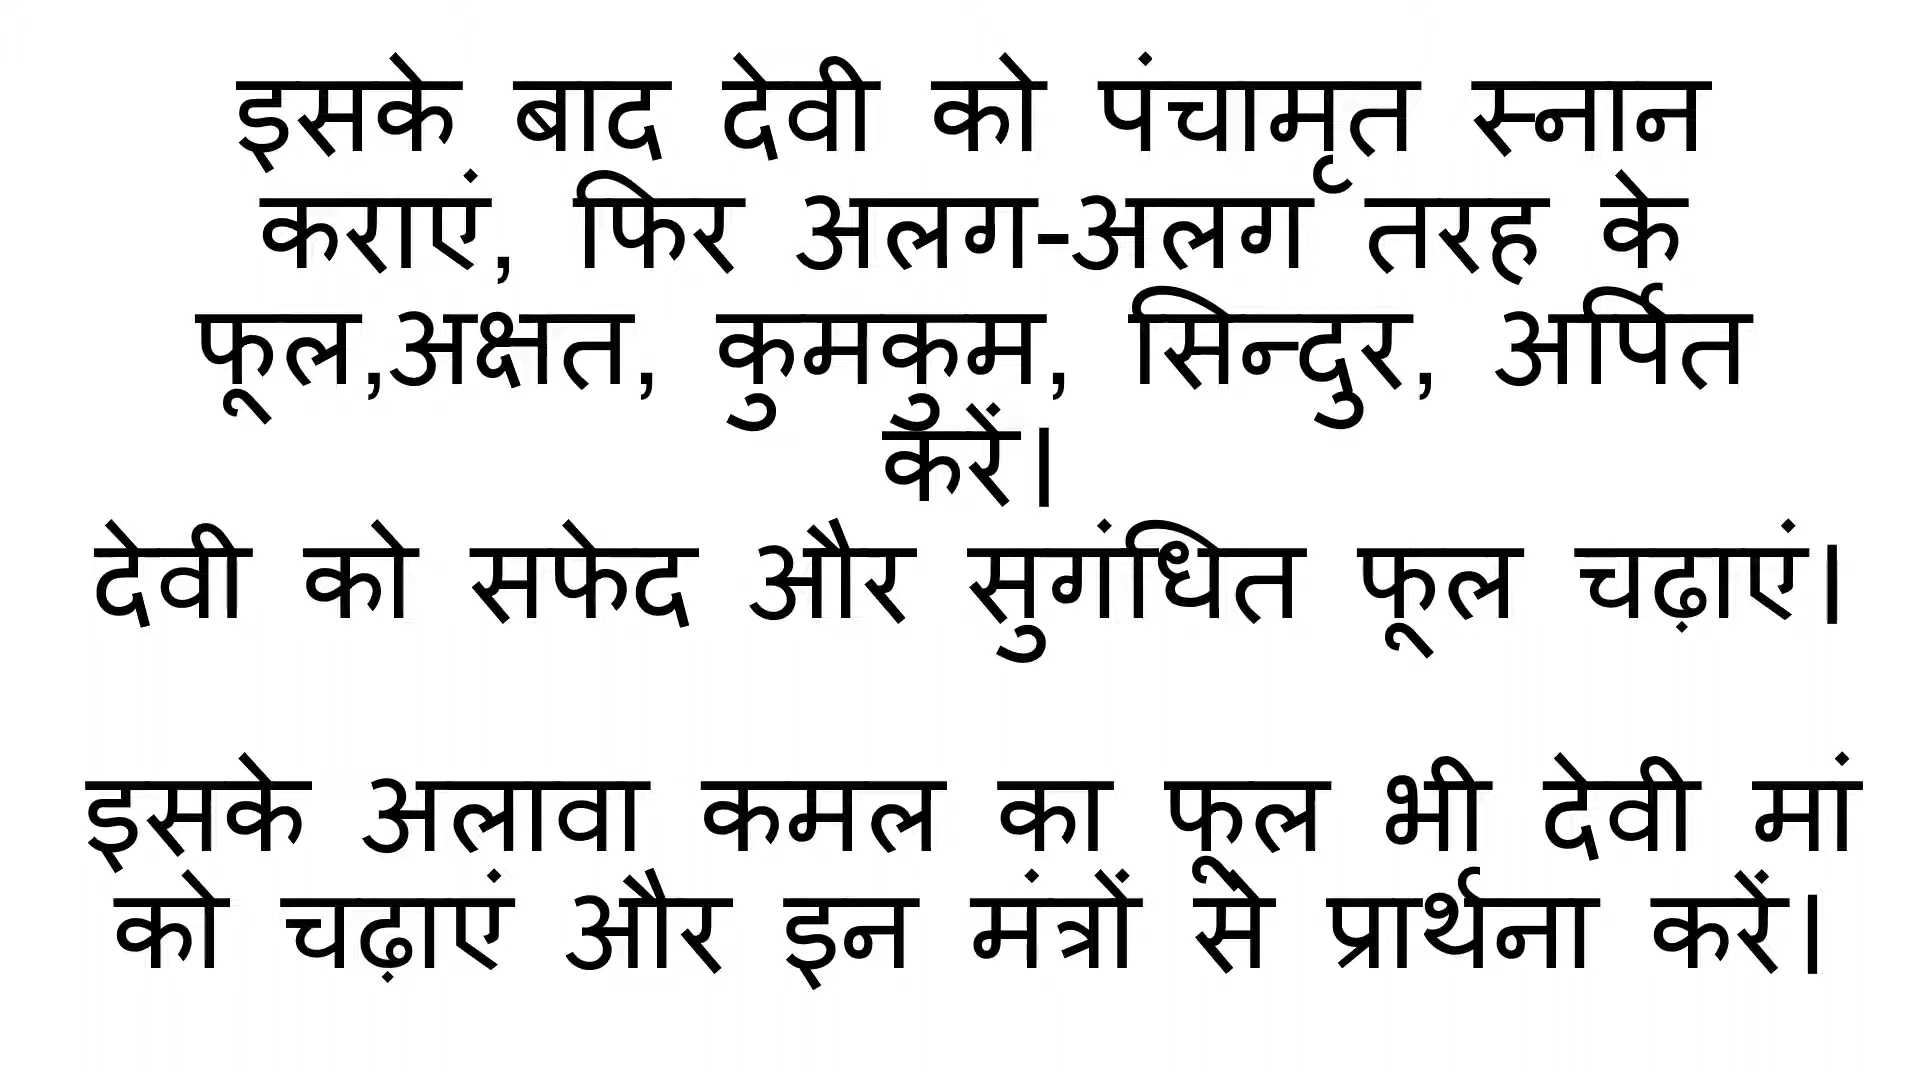 इसके बाद देवी को पंचामृत स्नान
कराएं, फिर अलग-अलग तरह के
फूल,अक्षत, कुमकुम, सिन्दुर, अर्पित
करें।
देवी को सफेद और सुगंधित फूल चढ़ाएं।
इसके अलावा कमल का फूल भी देवी मां
को चढ़ाएं और इन मंत्रों से प्रार्थना करें।